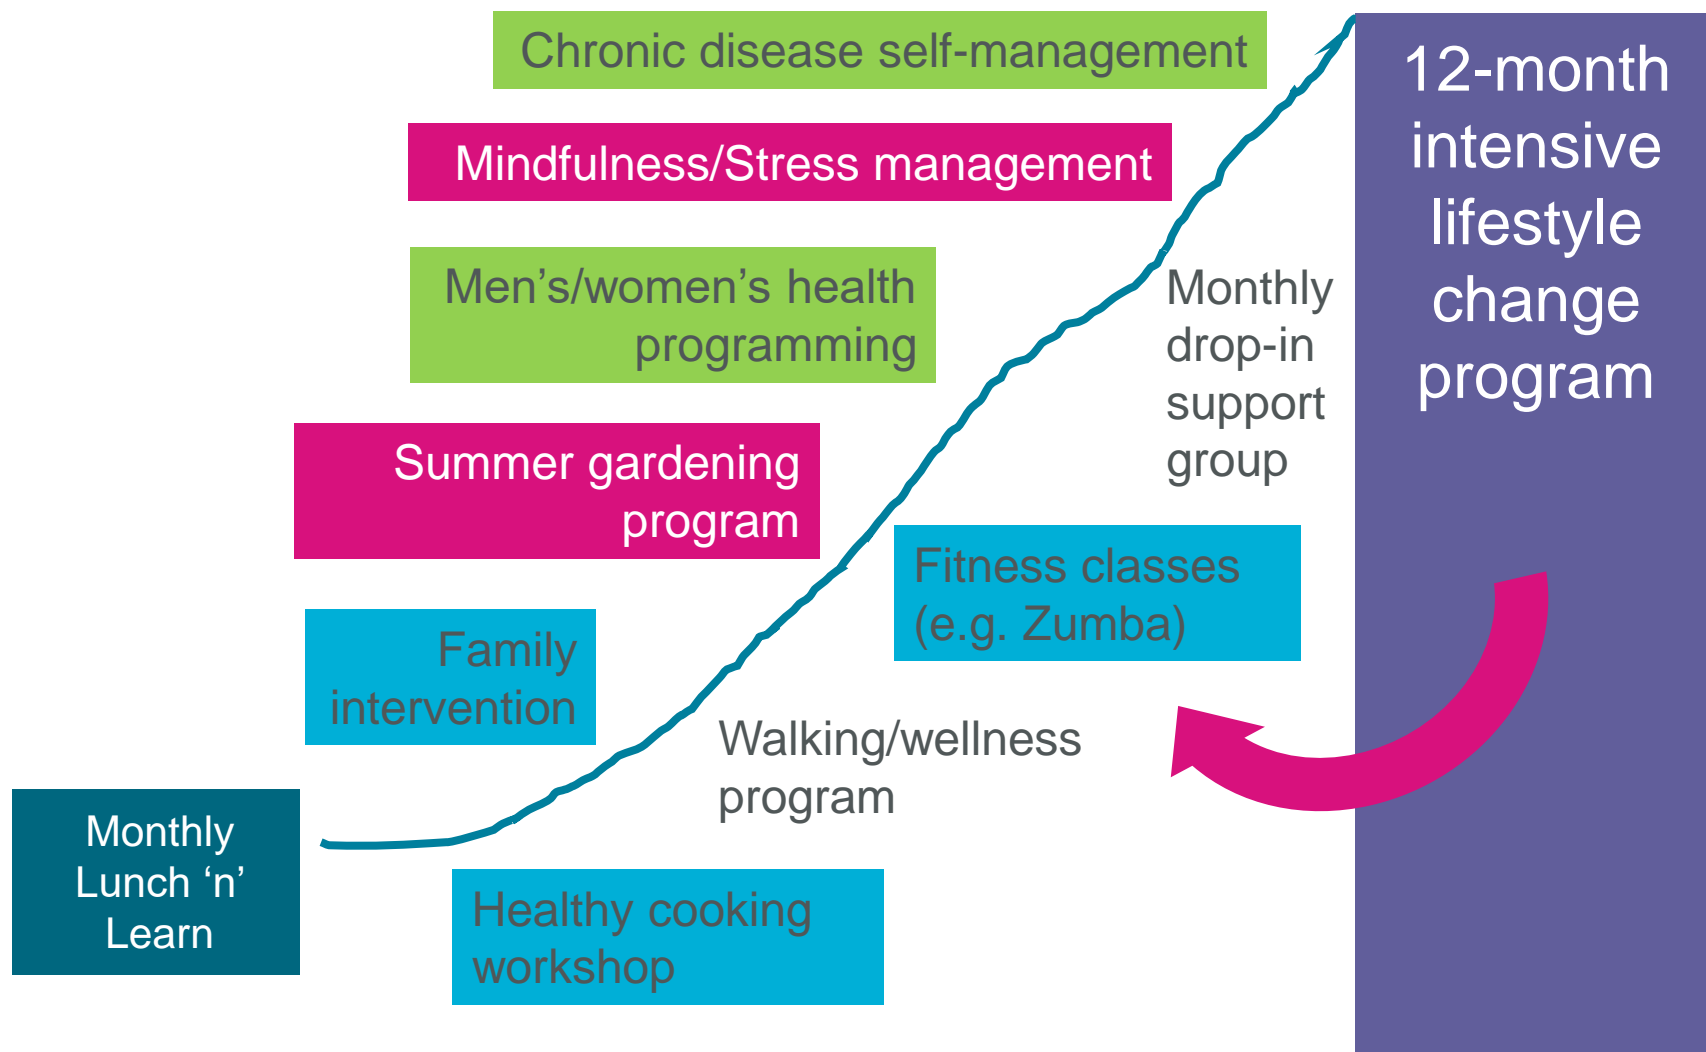 Chronic disease self-management
Mindfulness/Stress management
Men’s/women’s health
programming
Summer gardening
program
Family
intervention
Monthly
Lunch ‘n’
Learn
Healthy cooking
workshop
Walking/wellness
program
Fitness classes
(e.g. Zumba)
Monthly
drop-in
support
group
12-month
intensive
lifestyle
change
program